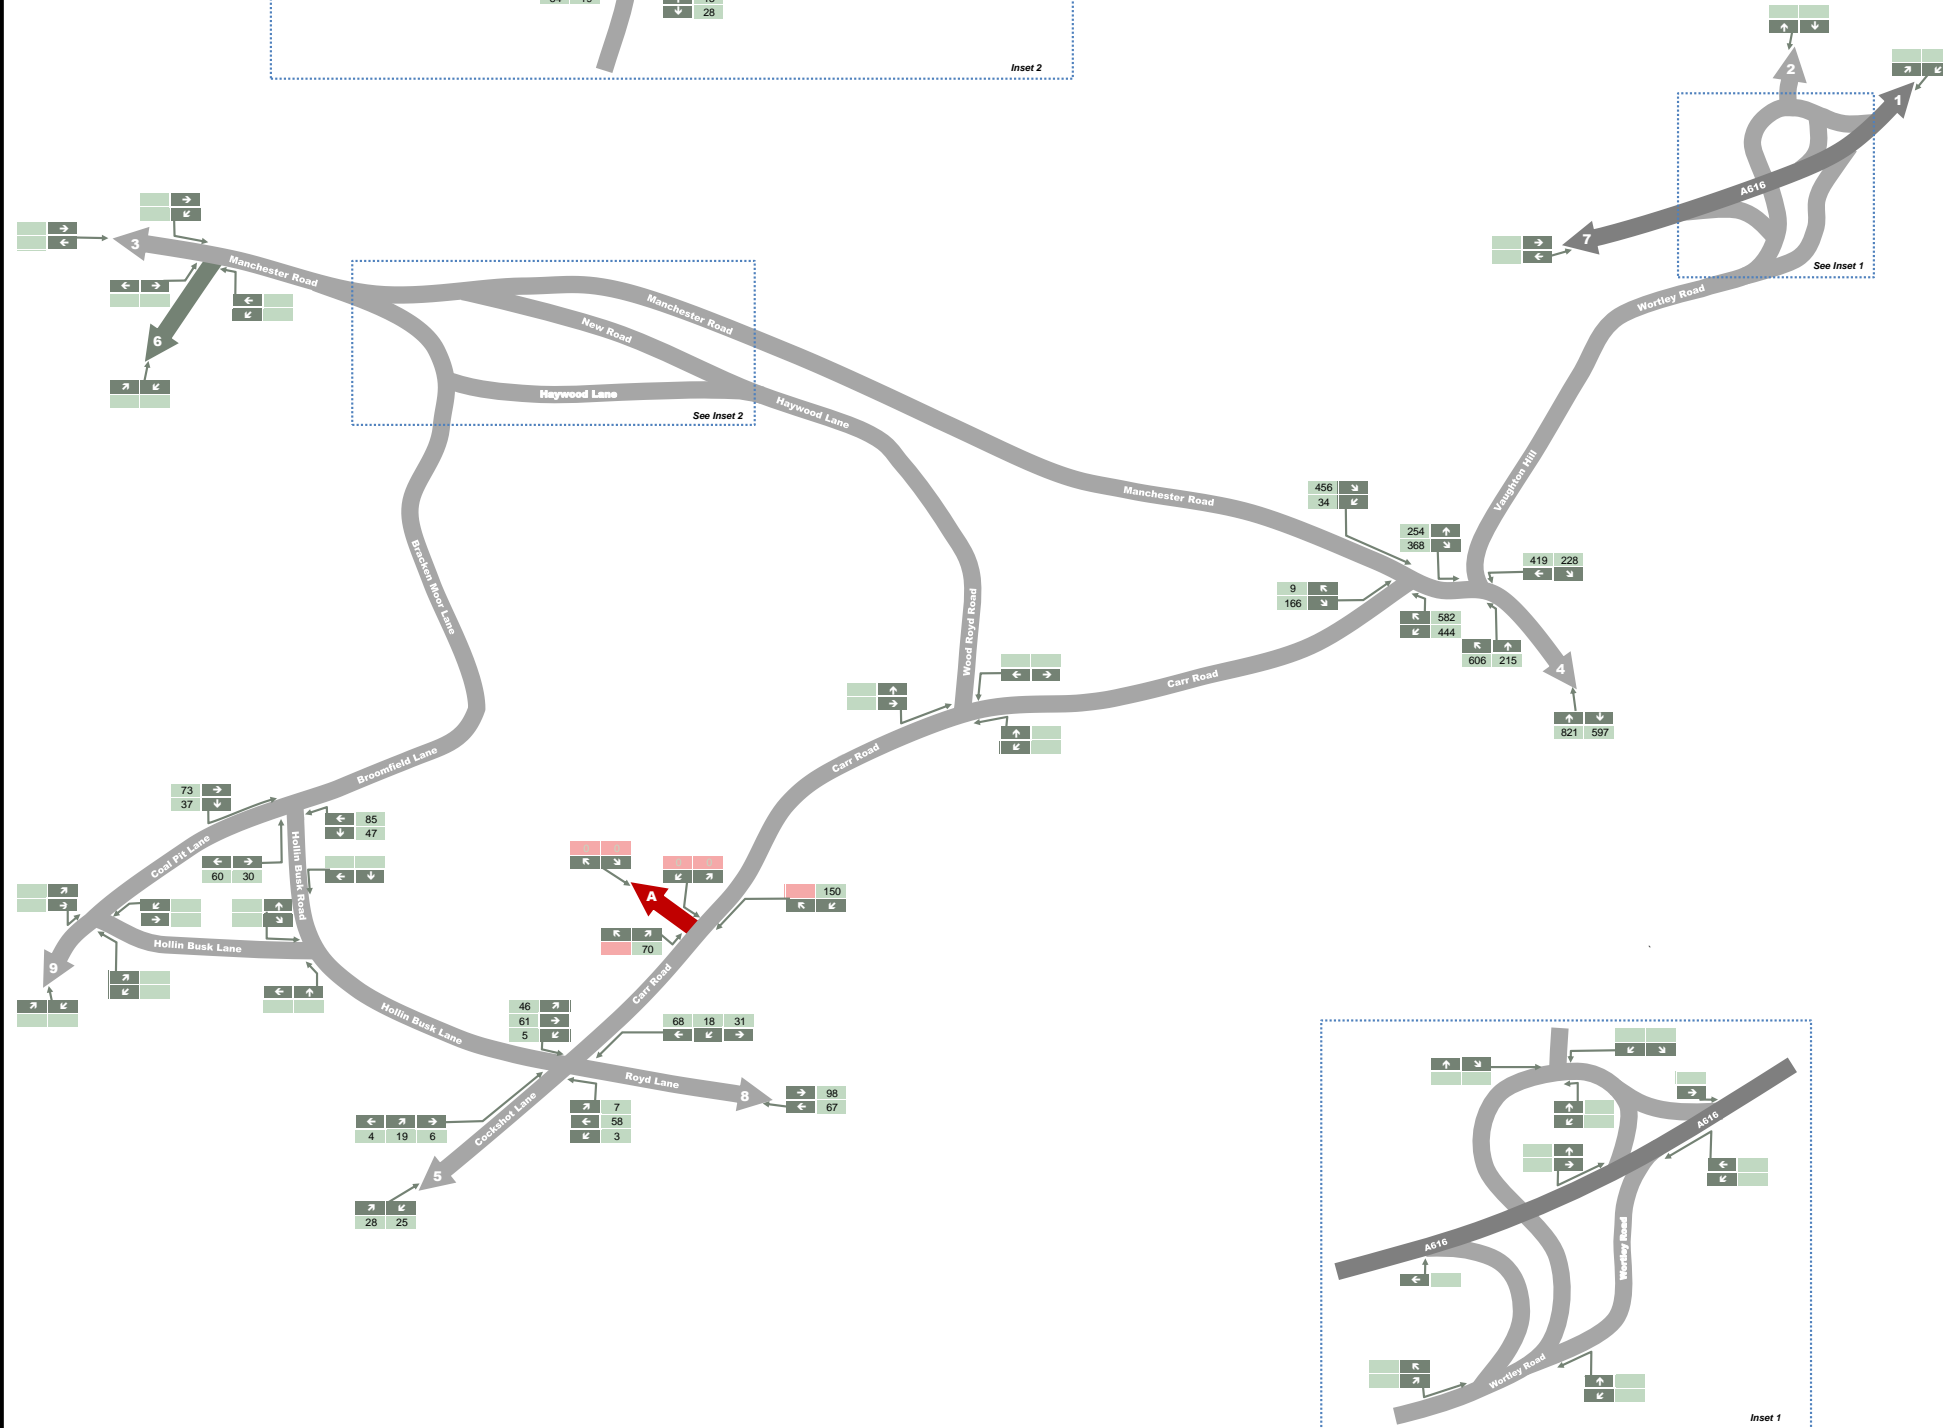 28
Inset 2
2
1
A616
7
See Inset 1
Wortley Road
3
Manchester Road
6
Manchester Road
New Road
Haywood Lane
See Inset 2
Haywood Lane
Manchester Road
Vaughton Hill
456
34
254
368
419 228
9
166
582
444
606 215
4
821 597
Bracken Moor Lane
Wood Royd Road
Carr Road
Carr Road
Broomfield Lane
73
37
85
47
Coal Pit Lane
Hollin Busk Road
60 30
0 0
0 0
A
150
70
9
Hollin Busk Lane
Carr Road
Hollin Busk Lane
46
61
5
68 18 31
Royd Lane
8
98
67
Cockshot Lane
7
58
3
4 19 6
5
28 25
A616
A616
Wortley Road
Wortley Road
Inset 1